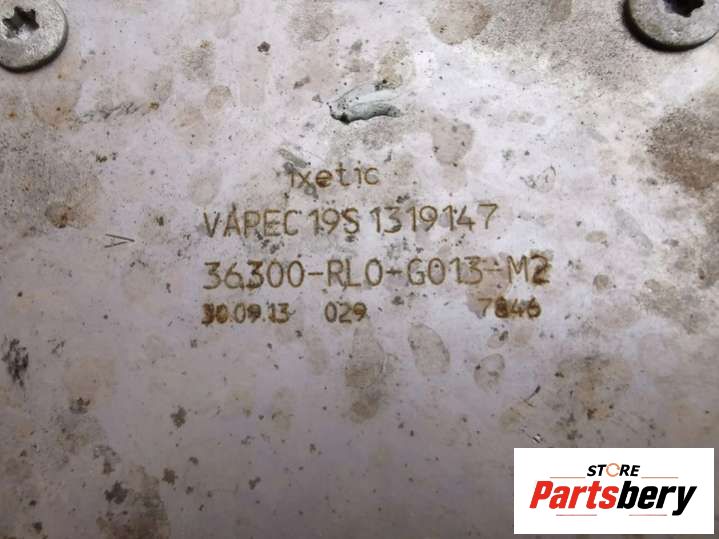 ixetic
VAPEC 19S 1319147
36300-RL0-G013-M2
30.09.13 029 7846
STORE
Partsbery